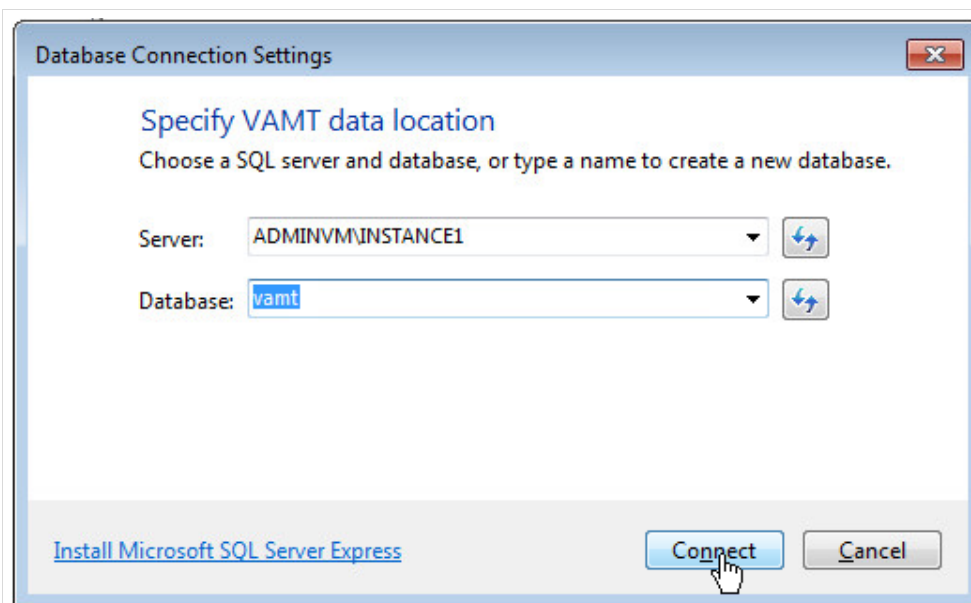 Database Connection Settings
Specify VAMT data location
Choose a SQL server and database, or type a name to create a new database.
Server: ADMINVM\INSTANCE1
Database: vamt
Install Microsoft SQL Server Express Connect Cancel